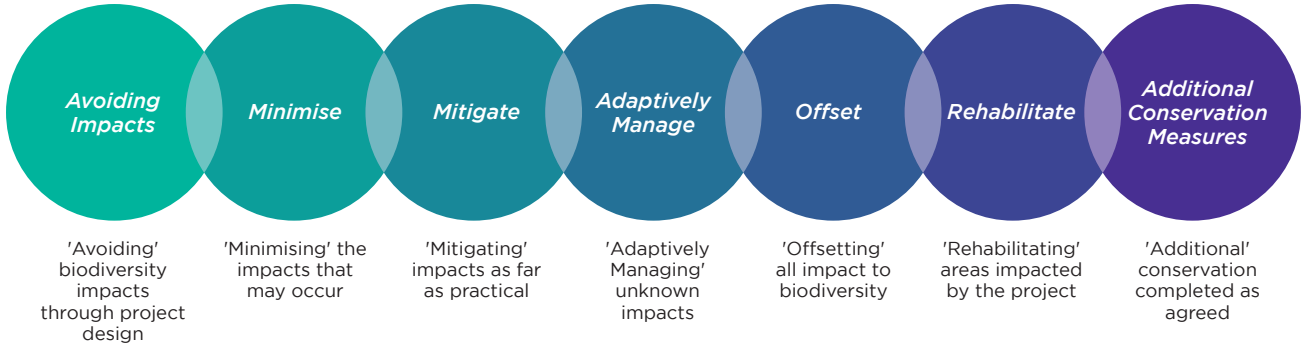 Avoiding
Impacts
Minimise
Mitigate
Adaptively
Manage
Offset
Rehabilitate
Additional
Conservation
Measures
'Avoiding'
biodiversity
impacts
through project
design
'Minimising' the
impacts that
may occur
'Mitigating'
impacts as far
as practical
'Adaptively
Managing'
unknown
impacts
'Offsetting'
all impact to
biodiversity
'Rehabilitating'
areas impacted
by the project
'Additional'
conservation
completed as
agreed